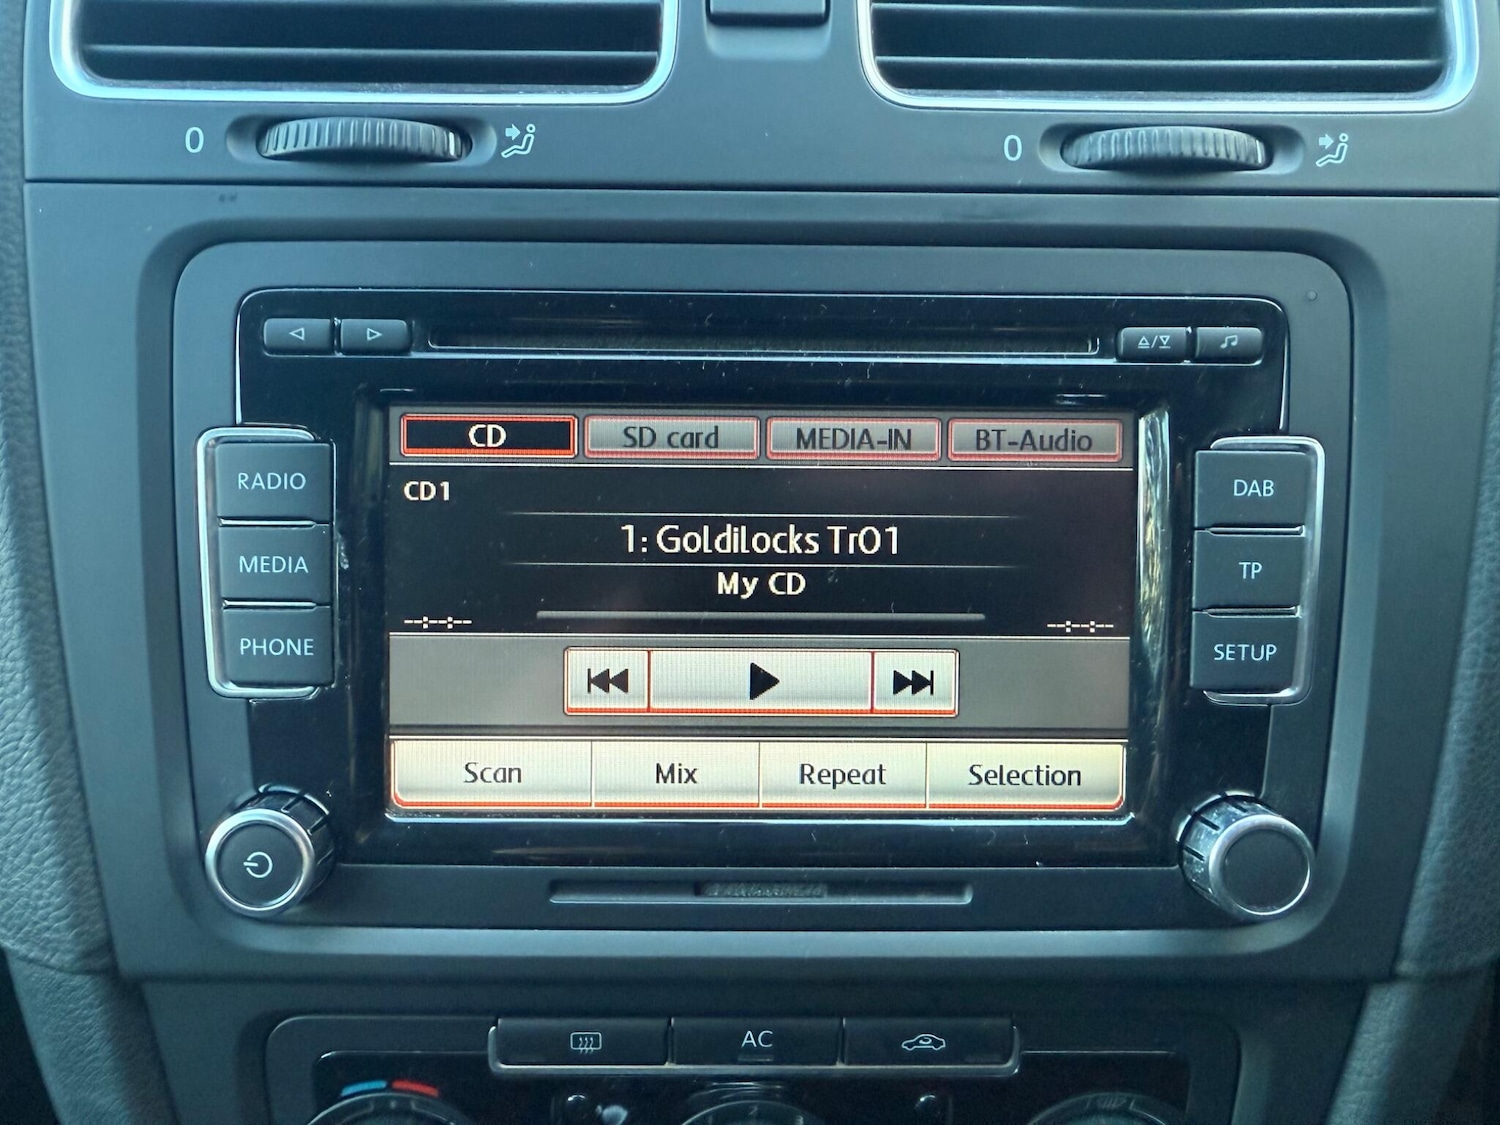 0
0
CD SD card MEDIA-IN BT-Audio
RADIO
CD1
DAB
1: Goldilocks Tr01
MEDIA
My CD
TP
--:--:-- --:--:--
PHONE
SETUP
Scan Mix Repeat Selection
AC